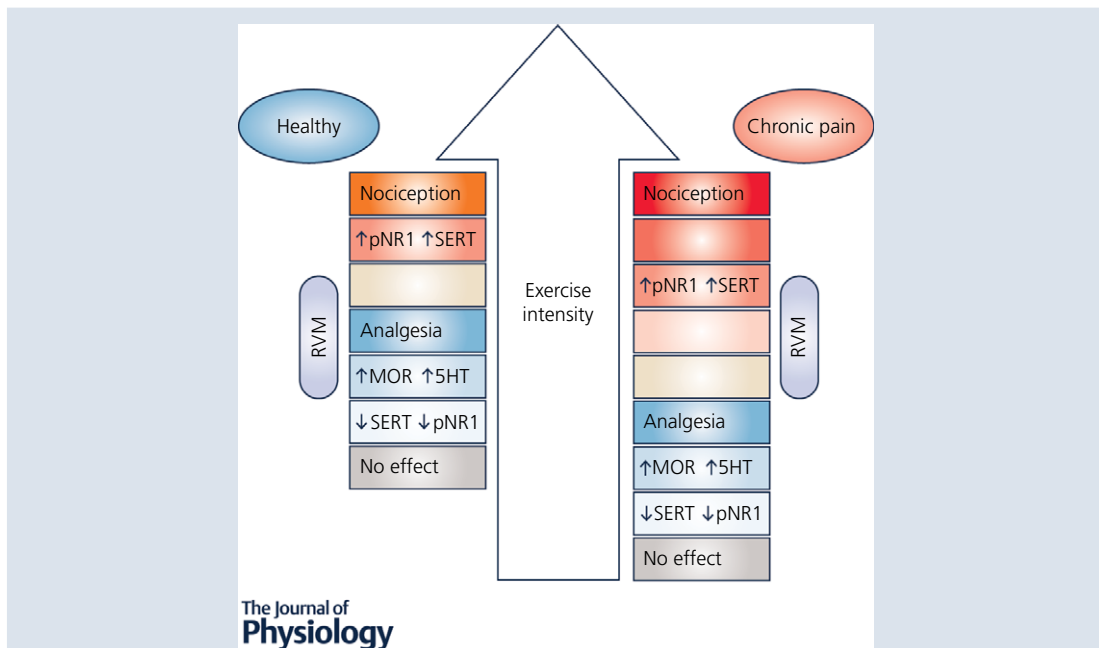 Healthy
Chronic pain
Nociception
↑pNR1 ↑SERT
Analgesia
↑MOR ↑5HT
↓SERT ↓pNR1
No effect
RVM
Exercise
intensity
Nociception
↑pNR1 ↑SERT
Analgesia
↑MOR ↑5HT
↓SERT ↓pNR1
No effect
RVM
The Journal of
Physiology